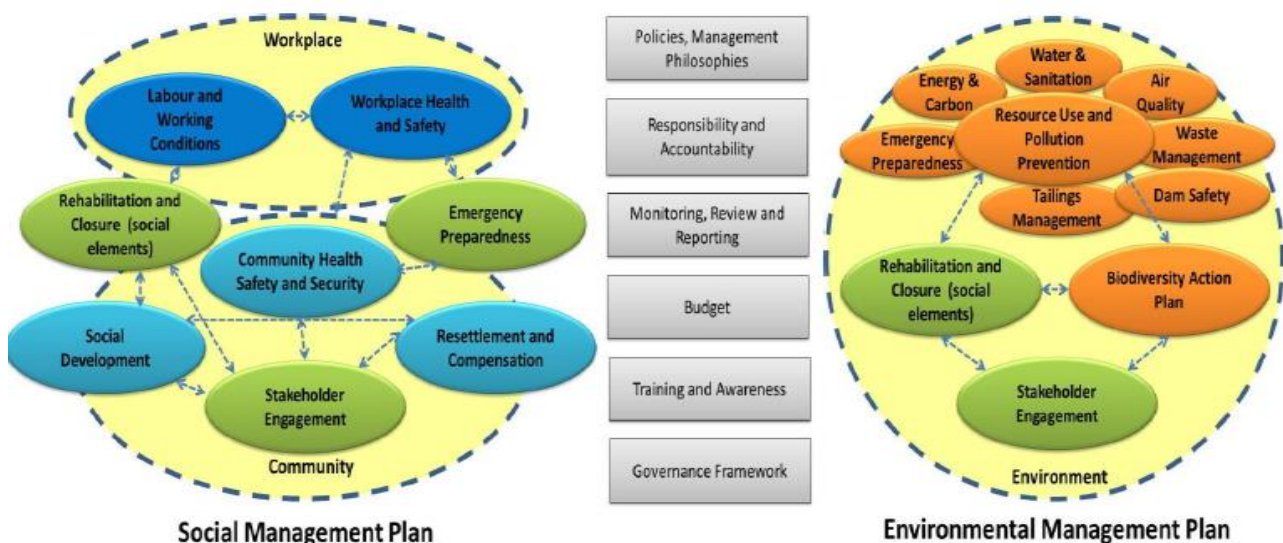 Workplace
Labour and
Working
Conditions
Workplace Health
and Safety
Rehabilitation and
Closure (social
elements)
Emergency
Preparedness
Community Health
Safety and Security
Social
Development
Resettlement and
Compensation
Stakeholder
Engagement
Community
Social Management Plan
Policies, Management
Philosophies
Responsibility and
Accountability
Monitoring, Review and
Reporting
Budget
Training and Awareness
Governance Framework
Water &
Sanitation
Energy &
Carbon
Air
Quality
Resource Use and
Pollution
Prevention
Emergency
Preparedness
Waste
Management
Tailings
Management
Dam Safety
Rehabilitation and
Closure (social
elements)
Biodiversity Action
Plan
Stakeholder
Engagement
Environment
Environmental Management Plan